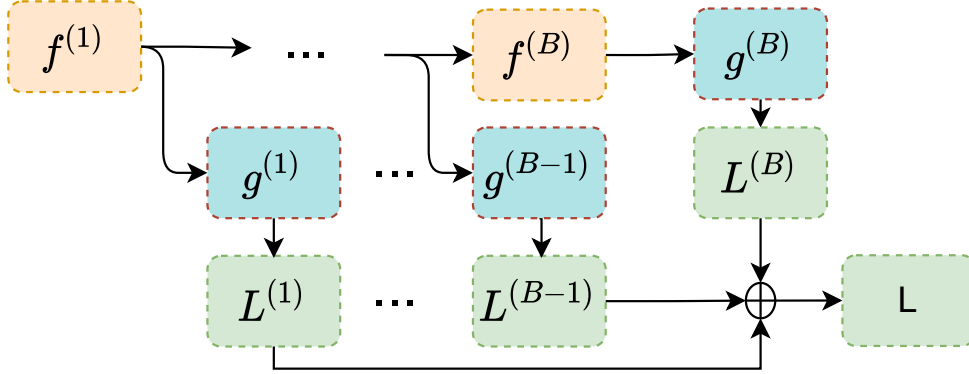 f^{(1)} ... f^{(B)} g^{(B)}
g^{(1)} ... g^{(B−1)} L^{(B)}
L^{(1)} ... L^{(B−1)} L